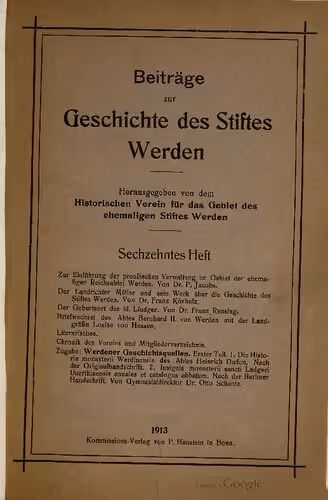 Beiträge
zur
Geschichte des Stiftes
Werden
Herausgegeben von dem
Historischen Verein für das Gebiet des
ehemaligen Stiftes Werden
Sechzehntes Heft
Zur Einführung der preußischen Verwaltung im Gebiet der ehema-
ligen Reichsabtei Werden. Von Dr. P. Jacobs.
Der Landrichter Müller und sein Werk über die Geschichte des
Stiftes Werden. Von Dr. Franz Körholz.
Der Geburtsort des hl. Liudger. Von Dr. Franz Rensing.
Briefwechsel des Abtes Bernhard II. von Werden mit der Land-
gräfin Louise von Hessen.
Literarisches.
Chronik des Vereins und Mitgliederverzeichnis.
Zugabe: Werdener Geschichtsquellen. Erster Teil. 1. Die Histo-
ria monasterii Werdinensis des Abtes Heinrich Duden. Nach
der Originalhandschrift. 2. Insignis monasterii sancti Ludgeri
annales et catalogus abbatum. Nach der Berliner
Handschrift. Von Gymnasialdirektor Dr. Otto Schantz.
1913
Kommissions-Verlag von P. Hanstein in Bonn.
Google